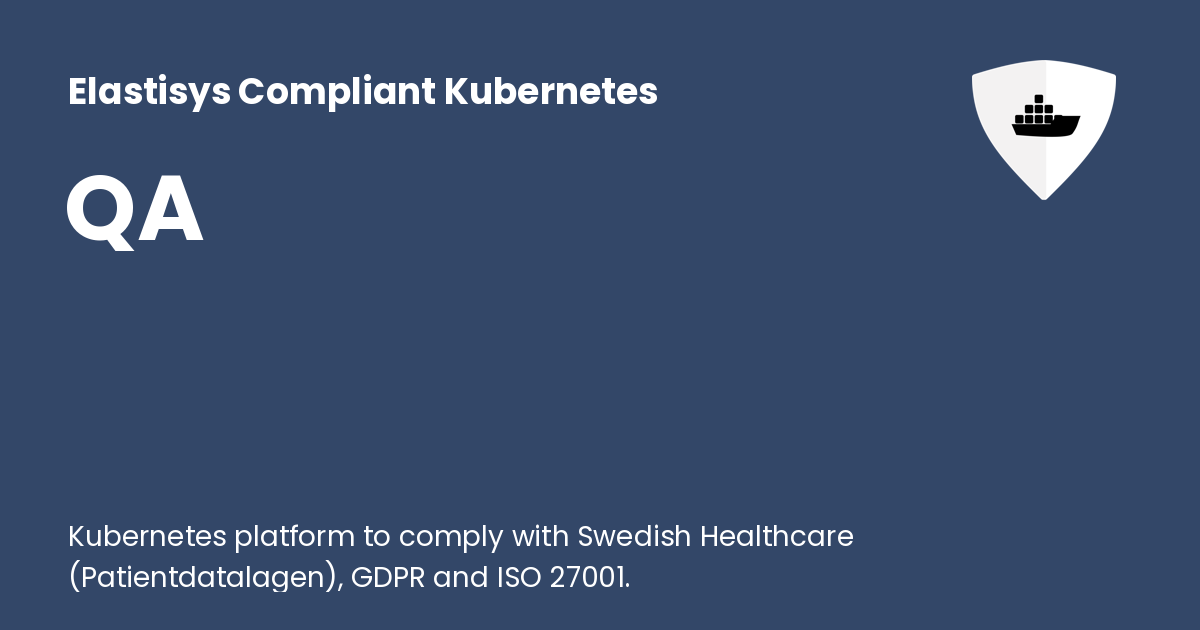 Elastisys Compliant Kubernetes
QA
Kubernetes platform to comply with Swedish Healthcare
(Patientdatalagen), GDPR and ISO 27001.